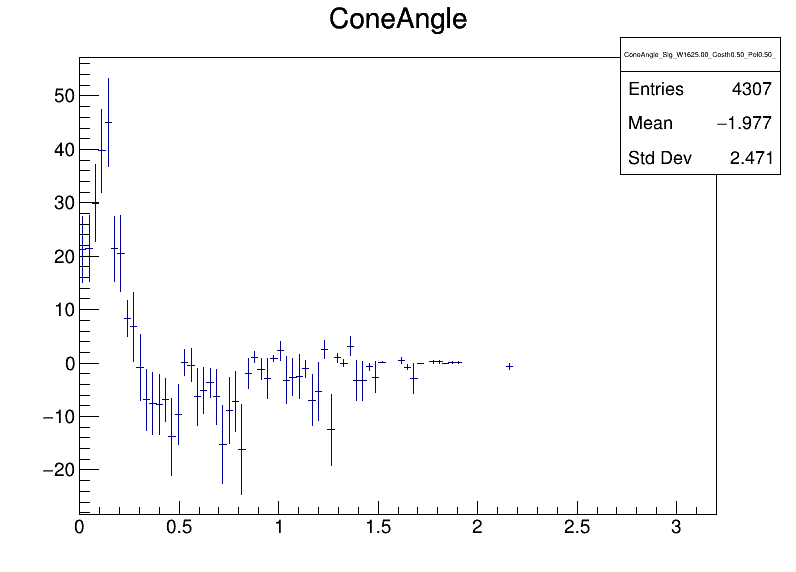 ConeAngle
ConeAngle_Sig_W1625.00_Costh0.50_Pol0.50_
Entries 4307
Mean −1.977
Std Dev 2.471
50
40
30
20
10
0
−10
−20
0 0.5 1 1.5 2 2.5 3